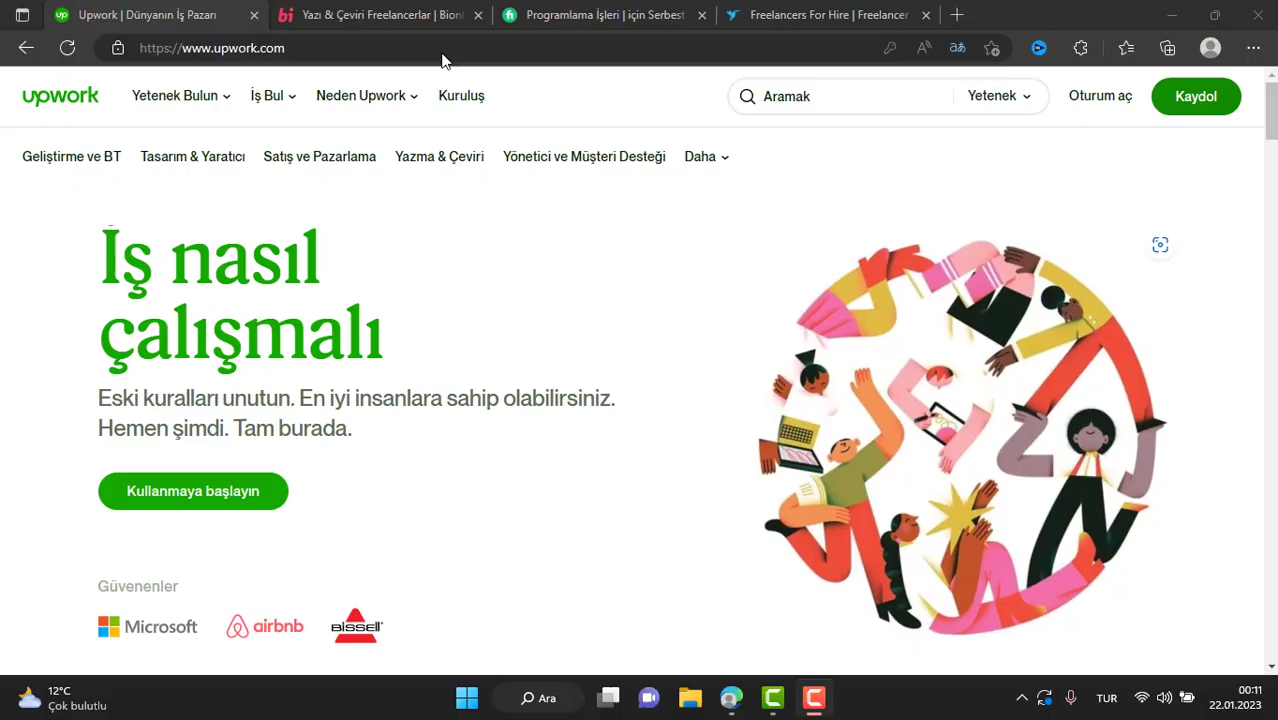 Upwork | Dünyanın İş Pazarı
Yazı & Çeviri Freelancerlar | Bionl
Programlama İşleri | için Serbest
Freelancers For Hire | Freelancer
https://www.upwork.com
upwork
Yetenek Bulun
İş Bul
Neden Upwork
Kuruluş
Aramak
Yetenek
Oturum aç
Kaydol
Geliştirme ve BT
Tasarım & Yaratıcı
Satış ve Pazarlama
Yazma & Çeviri
Yönetici ve Müşteri Desteği
Daha
İş nasıl
çalışmalı
Eski kuralları unutun. En iyi insanlara sahip olabilirsiniz.
Hemen şimdi. Tam burada.
Kullanmaya başlayın
Güvenenler
Microsoft
airbnb
BISSELL
12°C
Çok bulutlu
Ara
TUR
00:11
22.01.2023